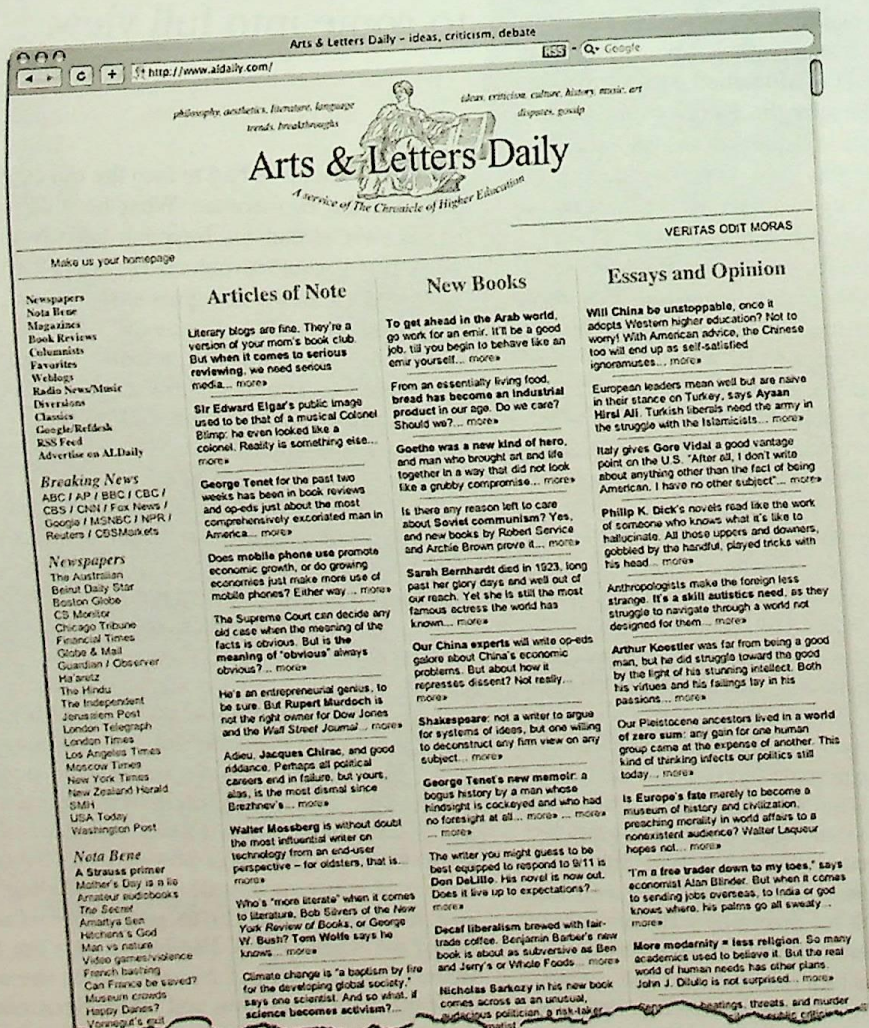 Arts & Letters Daily – ideas, criticism, debate
http://www.aldaily.com/
RSS
Google
philosophy, aesthetics, literature, language
trends, breakthroughs
ideas, criticism, culture, history, music, art
disputes, gossip
Arts & Letters Daily
A service of The Chronicle of Higher Education
VERITAS ODIT MORAS
Make us your homepage
Newspapers
Nota Bene
Magazines
Book Reviews
Columnists
Favorites
Weblogs
Radio News/Music
Diversions
Classics
Google/Refdesk
RSS Feed
Advertise on ALDaily
Breaking News
ABC / AP / BBC / CBC /
CBS / CNN / Fox News /
Google / MSNBC / NPR /
Reuters / CBSMarkets
Newspapers
The Australian
Beirut Daily Star
Boston Globe
CS Monitor
Chicago Tribune
Financial Times
Globe & Mail
Guardian / Observer
Ha'aretz
The Hindu
The Independent
Jerusalem Post
London Telegraph
London Times
Los Angeles Times
Moscow Times
New York Times
New Zealand Herald
SMH
USA Today
Washington Post
Nota Bene
A Strauss primer
Mother's Day is a lie
Amateur audiobooks
The Secret
Amartya Sen
Hitchens's God
Man vs nature
Video games/violence
French bashing
Can France be saved?
Museum crowds
Happy Danes?
Vonnegut's exit
Articles of Note
Literary blogs are fine. They're a
version of your mom's book club.
But when it comes to serious
reviewing, we need serious
media... more»
Sir Edward Elgar's public image
used to be that of a musical Colonel
Blimp: he even looked like a
colonel. Reality is something else...
more»
George Tenet for the past two
weeks has been in book reviews
and op-eds just about the most
comprehensively excoriated man in
America... more»
Does mobile phone use promote
economic growth, or do growing
economies just make more use of
mobile phones? Either way... more»
The Supreme Court can decide any
old case when the meaning of the
facts is obvious. But is the
meaning of "obvious" always
obvious?... more»
He's an entrepreneurial genius, to
be sure. But Rupert Murdoch is
not the right owner for Dow Jones
and the Wall Street Journal... more»
Adieu, Jacques Chirac, and good
riddance. Perhaps all political
careers end in failure, but yours,
alas, is the most dismal since
Brezhnev's... more»
Walter Mossberg is without doubt
the most influential writer on
technology from an end-user
perspective – for oldsters, that is...
more»
Who's "more literate" when it comes
to literature, Bob Silvers of the New
York Review of Books, or George
W. Bush? Tom Wolfe says he
knows... more»
Climate change is "a baptism by fire
for the developing global society,"
says one scientist. And so what, if
science becomes activism?...
New Books
To get ahead in the Arab world,
go work for an emir. It'll be a good
job, till you begin to behave like an
emir yourself... more»
From an essentially living food,
bread has become an industrial
product in our age. Do we care?
Should we?... more»
Goethe was a new kind of hero,
and man who brought art and life
together in a way that did not look
like a grubby compromise... more»
Is there any reason left to care
about Soviet communism? Yes,
and new books by Robert Service
and Archie Brown prove it... more»
Sarah Bernhardt died in 1923, long
past her glory days and well out of
our reach. Yet she is still the most
famous actress the world has
known... more»
Our China experts will write op-eds
galore about China's economic
problems. But about how it
represses dissent? Not really...
more»
Shakespeare: not a writer to argue
for systems of ideas, but one willing
to deconstruct any firm view on any
subject... more»
George Tenet's new memoir: a
bogus history by a man whose
hindsight is cockeyed and who had
no foresight at all... more» ... more»
... more»
The writer you might guess to be
best equipped to respond to 9/11 is
Don DeLillo. His novel is now out.
Does it live up to expectations?...
more»
Decaf liberalism brewed with fair-
trade coffee. Benjamin Barber's new
book is about as subversive as Ben
and Jerry's or Whole Foods... more»
Nicholas Sarkozy in his new book
comes across as an unusual,
audacious politician, a risk-taker
Essays and Opinion
Will China be unstoppable, once it
adopts Western higher education? Not to
worry! With American advice, the Chinese
too will end up as self-satisfied
ignoramuses... more»
European leaders mean well but are naive
in their stance on Turkey, says Ayaan
Hirsi Ali. Turkish liberals need the army in
the struggle with the Islamicists... more»
Italy gives Gore Vidal a good vantage
point on the U.S. "After all, I don't write
about anything other than the fact of being
American. I have no other subject"... more»
Philip K. Dick's novels read like the work
of someone who knows what it's like to
hallucinate. All those uppers and downers,
gobbled by the handful, played tricks with
his head... more»
Anthropologists make the foreign less
strange. It's a skill autistics need, as they
struggle to navigate through a world not
designed for them... more»
Arthur Koestler was far from being a good
man, but he did struggle toward the good
by the light of his stunning intellect. Both
his virtues and his failings lay in his
passions... more»
Our Pleistocene ancestors lived in a world
of zero sum: any gain for one human
group came at the expense of another. This
kind of thinking infects our politics still
today... more»
Is Europe's fate merely to become a
museum of history and civilization,
preaching morality in world affairs to a
nonexistent audience? Walter Laqueur
hopes not... more»
"I'm a free trader down to my toes," says
economist Alan Blinder. But when it comes
to sending jobs overseas, to India or god
knows where, his palms go all sweaty...
more»
More modernity = less religion. So many
academics used to believe it. But the real
world of human needs has other plans.
John J. DiIulio is not surprised... more»
beatings, threats, and murder